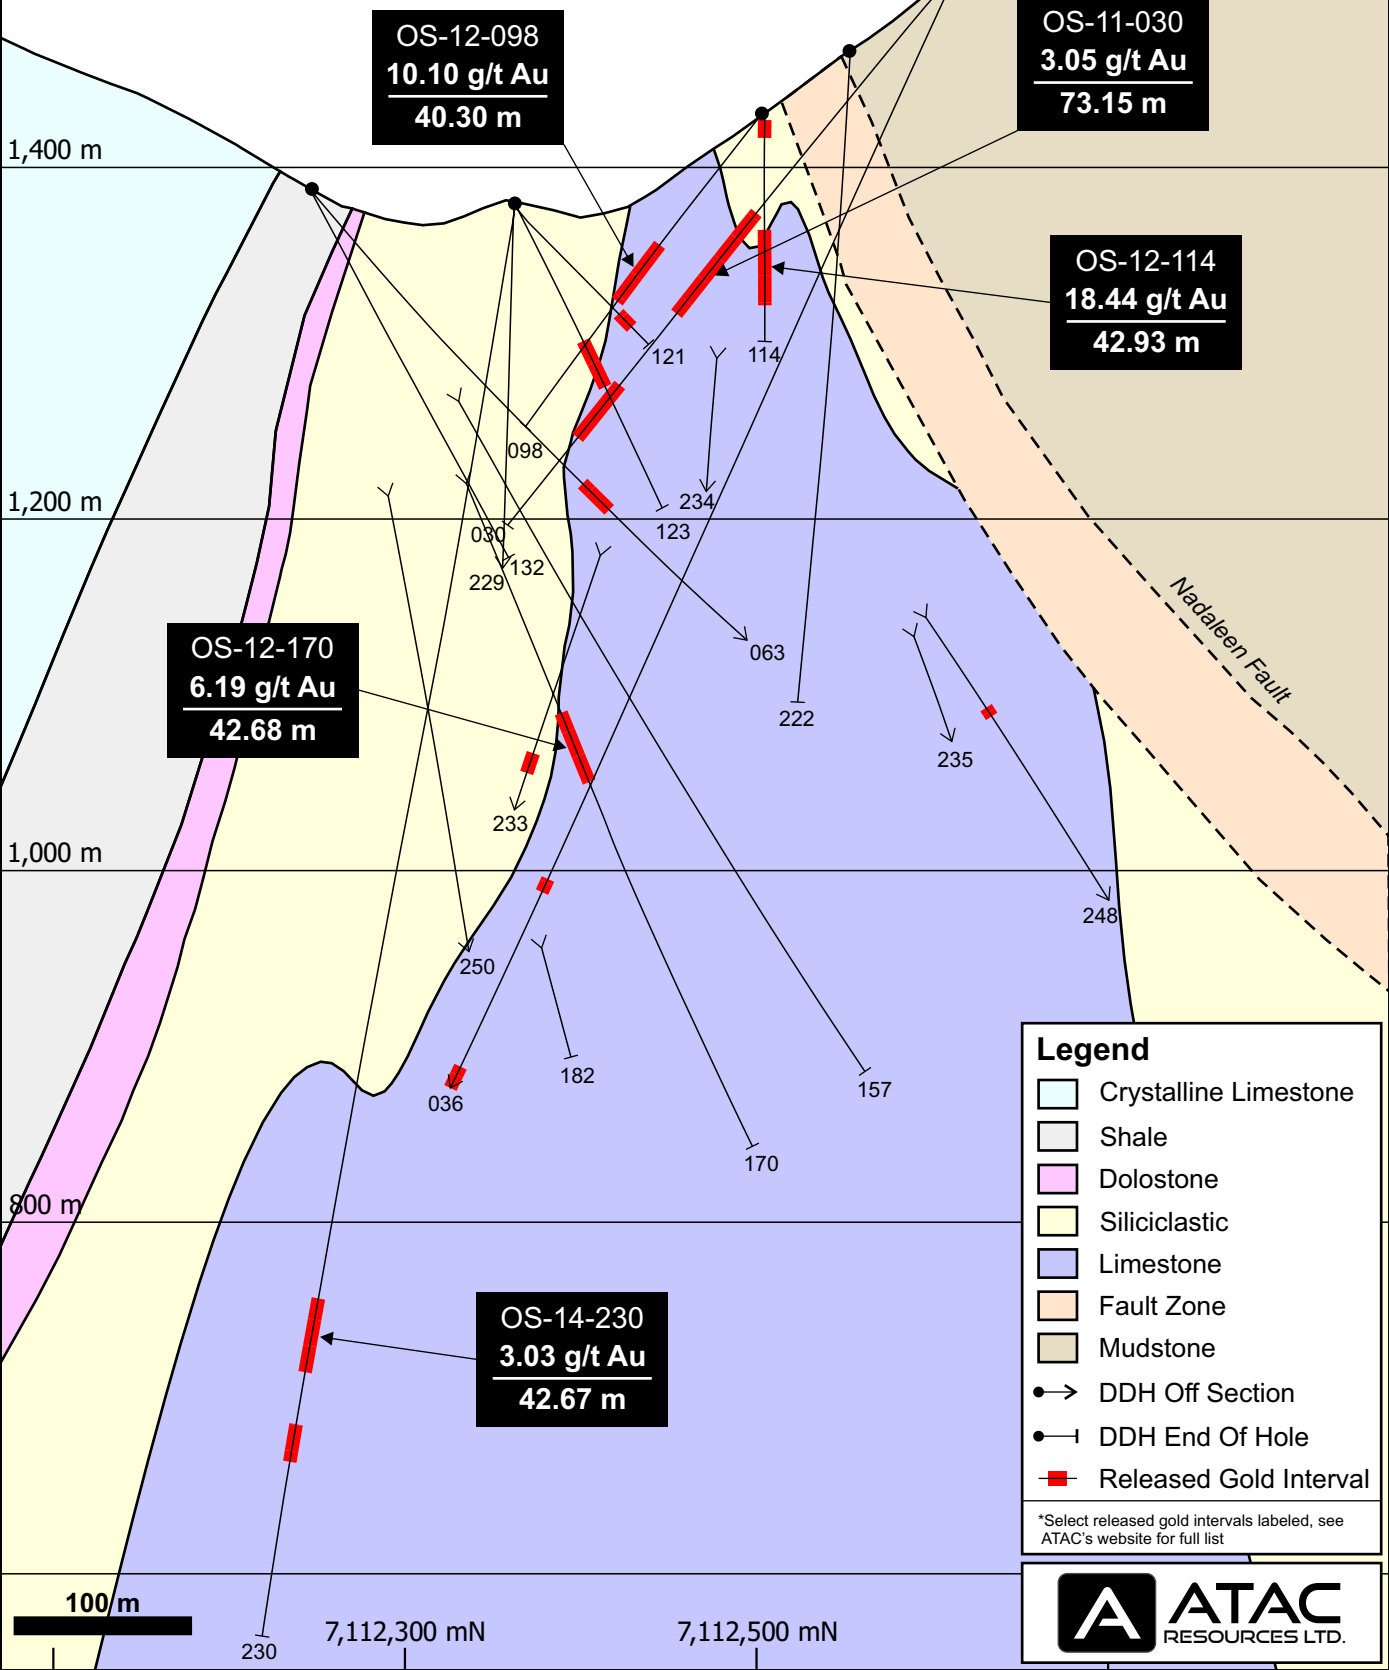 OS-12-098
10.10 g/t Au
40.30 m
OS-11-030
3.05 g/t Au
73.15 m
1,400 m
OS-12-114
18.44 g/t Au
42.93 m
121
114
098
234
1,200 m
030
123
132
229
Nadaleen Fault
063
OS-12-170
6.19 g/t Au
42.68 m
222
235
233
1,000 m
248
250
182
157
036
170
800 m
OS-14-230
3.03 g/t Au
42.67 m
Legend
Crystalline Limestone
Shale
Dolostone
Siliciclastic
Limestone
Fault Zone
Mudstone
DDH Off Section
DDH End Of Hole
Released Gold Interval
*Select released gold intervals labeled, see
ATAC's website for full list
100 m
230
7,112,300 mN
7,112,500 mN
A ATAC
RESOURCES LTD.